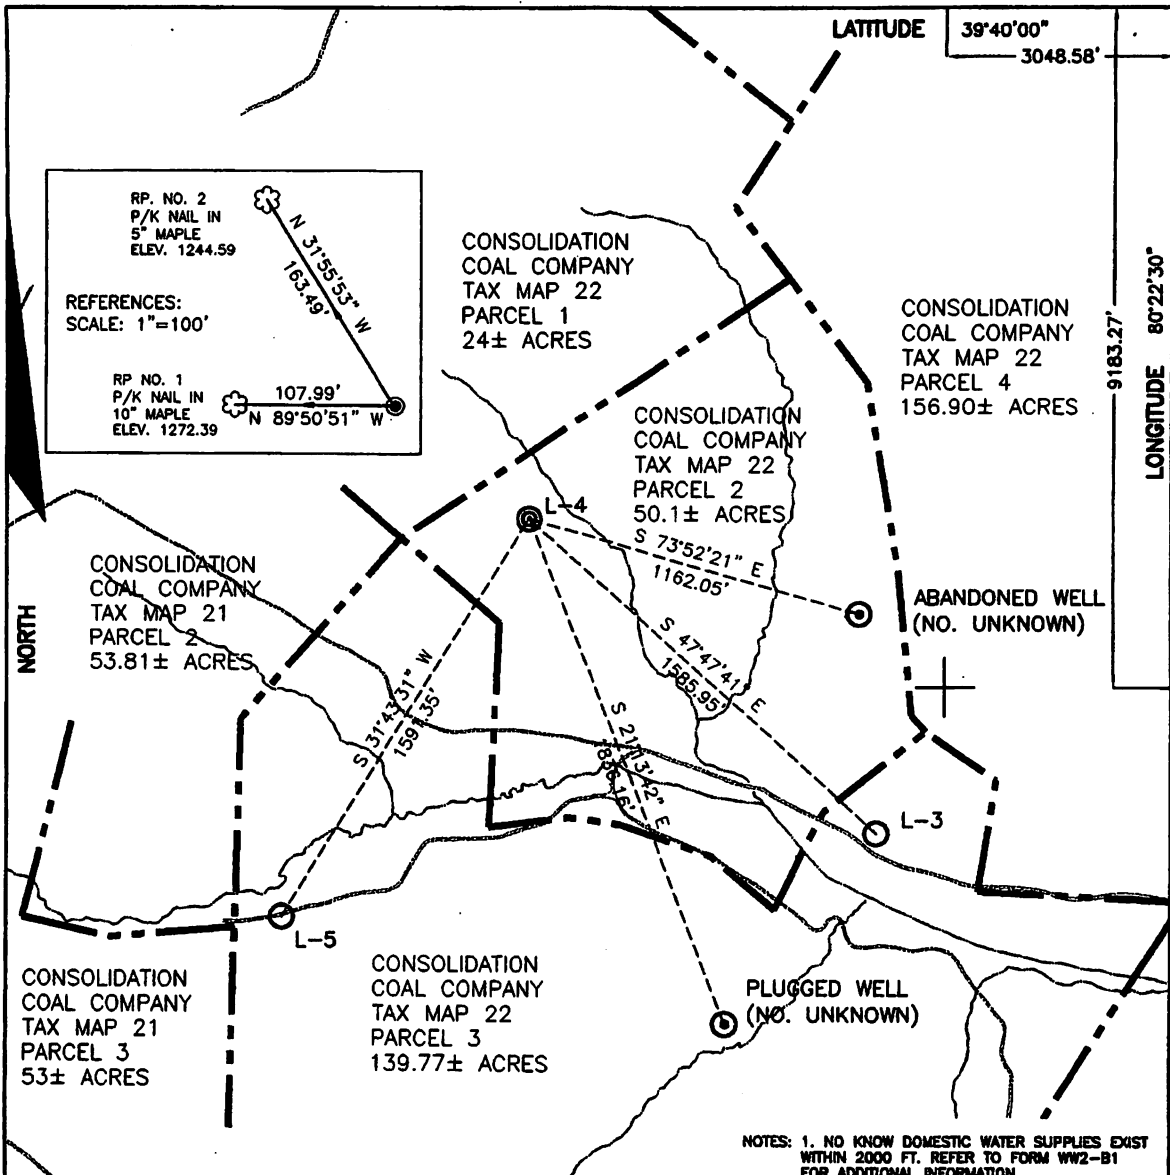 LATITUDE 39°40'00"
3048.58'
LONGITUDE 80°22'30"
9183.27'
RP. NO. 2
P/K NAIL IN
5" MAPLE
ELEV. 1244.59
N 31°55'53" W
163.49'
REFERENCES:
SCALE: 1"=100'
RP NO. 1
P/K NAIL IN
10" MAPLE
ELEV. 1272.39
107.99'
N 89°50'51" W
CONSOLIDATION
COAL COMPANY
TAX MAP 22
PARCEL 1
24± ACRES
CONSOLIDATION
COAL COMPANY
TAX MAP 22
PARCEL 4
156.90± ACRES
CONSOLIDATION
COAL COMPANY
TAX MAP 22
PARCEL 2
50.1± ACRES
L-4
S 73°52'21" E
1162.05'
ABANDONED WELL
(NO. UNKNOWN)
NORTH
CONSOLIDATION
COAL COMPANY
TAX MAP 21
PARCEL 2
53.81± ACRES
S 47°47'41" E
1585.95'
S 31°43'31" W
S 21°13'42" E
L-3
L-5
CONSOLIDATION
COAL COMPANY
TAX MAP 21
PARCEL 3
53± ACRES
CONSOLIDATION
COAL COMPANY
TAX MAP 22
PARCEL 3
139.77± ACRES
PLUGGED WELL
(NO. UNKNOWN)
NOTES: 1. NO KNOW DOMESTIC WATER SUPPLIES EXIST
WITHIN 2000 FT. REFER TO FORM WW2-B1
FOR ADDITIONAL INFORMATION